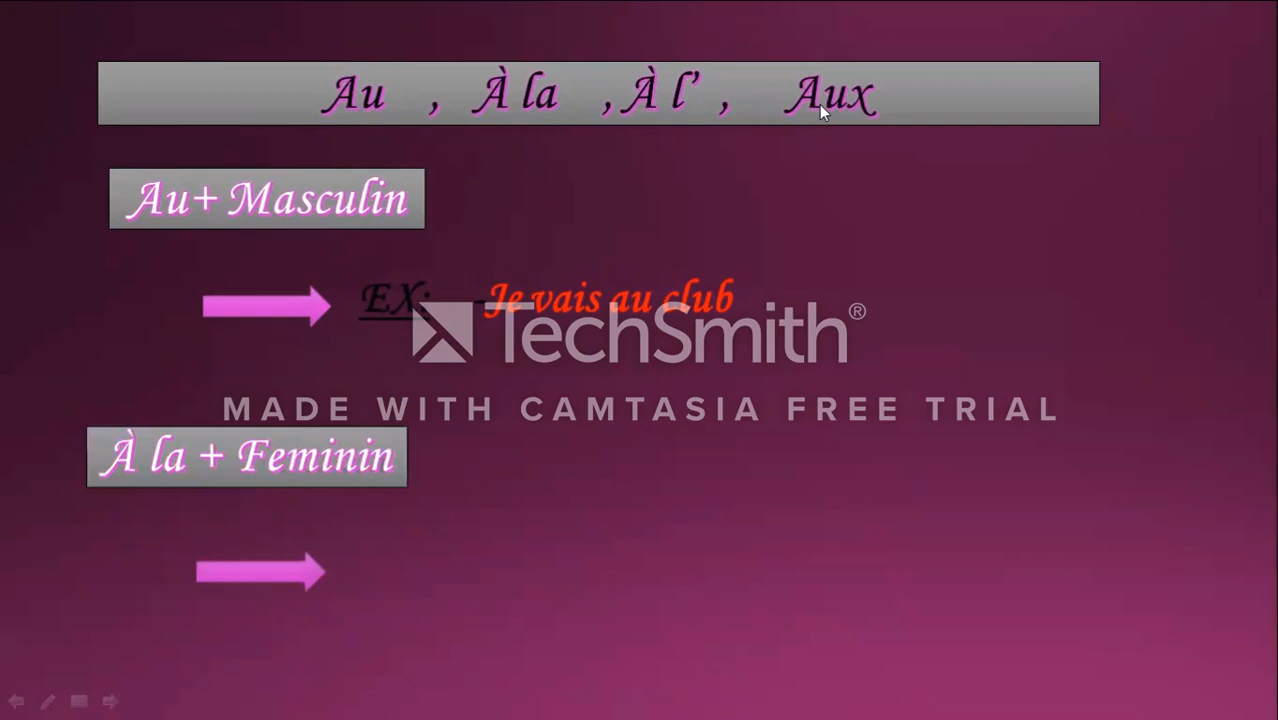 Au , À la , À l' , Aux
Au+ Masculin
EX: -Je vais au club
TechSmith®
MADE WITH CAMTASIA FREE TRIAL
À la + Feminin